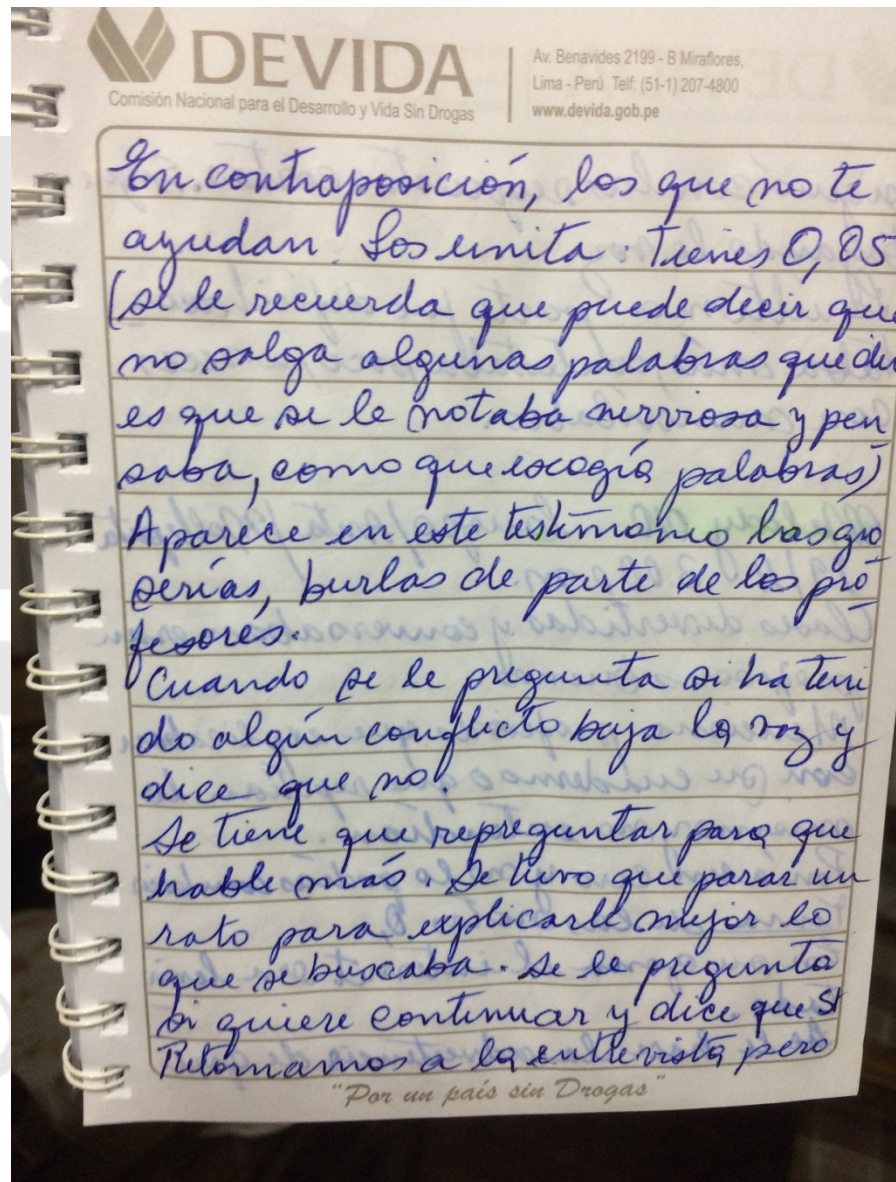 DEVIDA
Comisión Nacional para el Desarrollo y Vida Sin Drogas
Av. Benavides 2199 - B Miraflores,
Lima - Perú Telf: (51-1) 207-4800
www.devida.gob.pe
En contraposición, los que no te
ayudan. Los imita. Tienes 0,05
(se le recuerda que puede decir que
no salga algunas palabras que di
es que se le notaba nerviosa y pen
saba, como que escogía palabras)
Aparece en este testimonio las gro
serías, burlas de parte de los pro
fesores.
Cuando se le pregunta si ha teni
do algún conflicto baja la voz y
dice que no.
Se tiene que repreguntar para que
hable más. Se tuvo que parar un
rato para explicarle mejor lo
que se buscaba. Se le pregunta
si quiere continuar y dice que Sí
Retornamos a la entrevista pero
"Por un país sin Drogas"